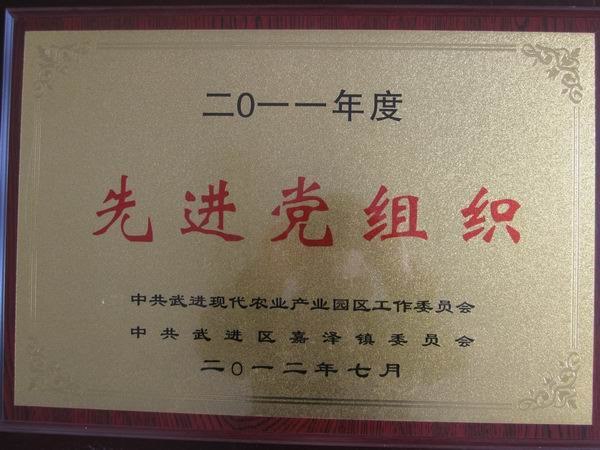 二0一一年度
先进党组织
中共武进现代农业产业园区工作委员会
中共武进区嘉泽镇委员会
二0一二年七月